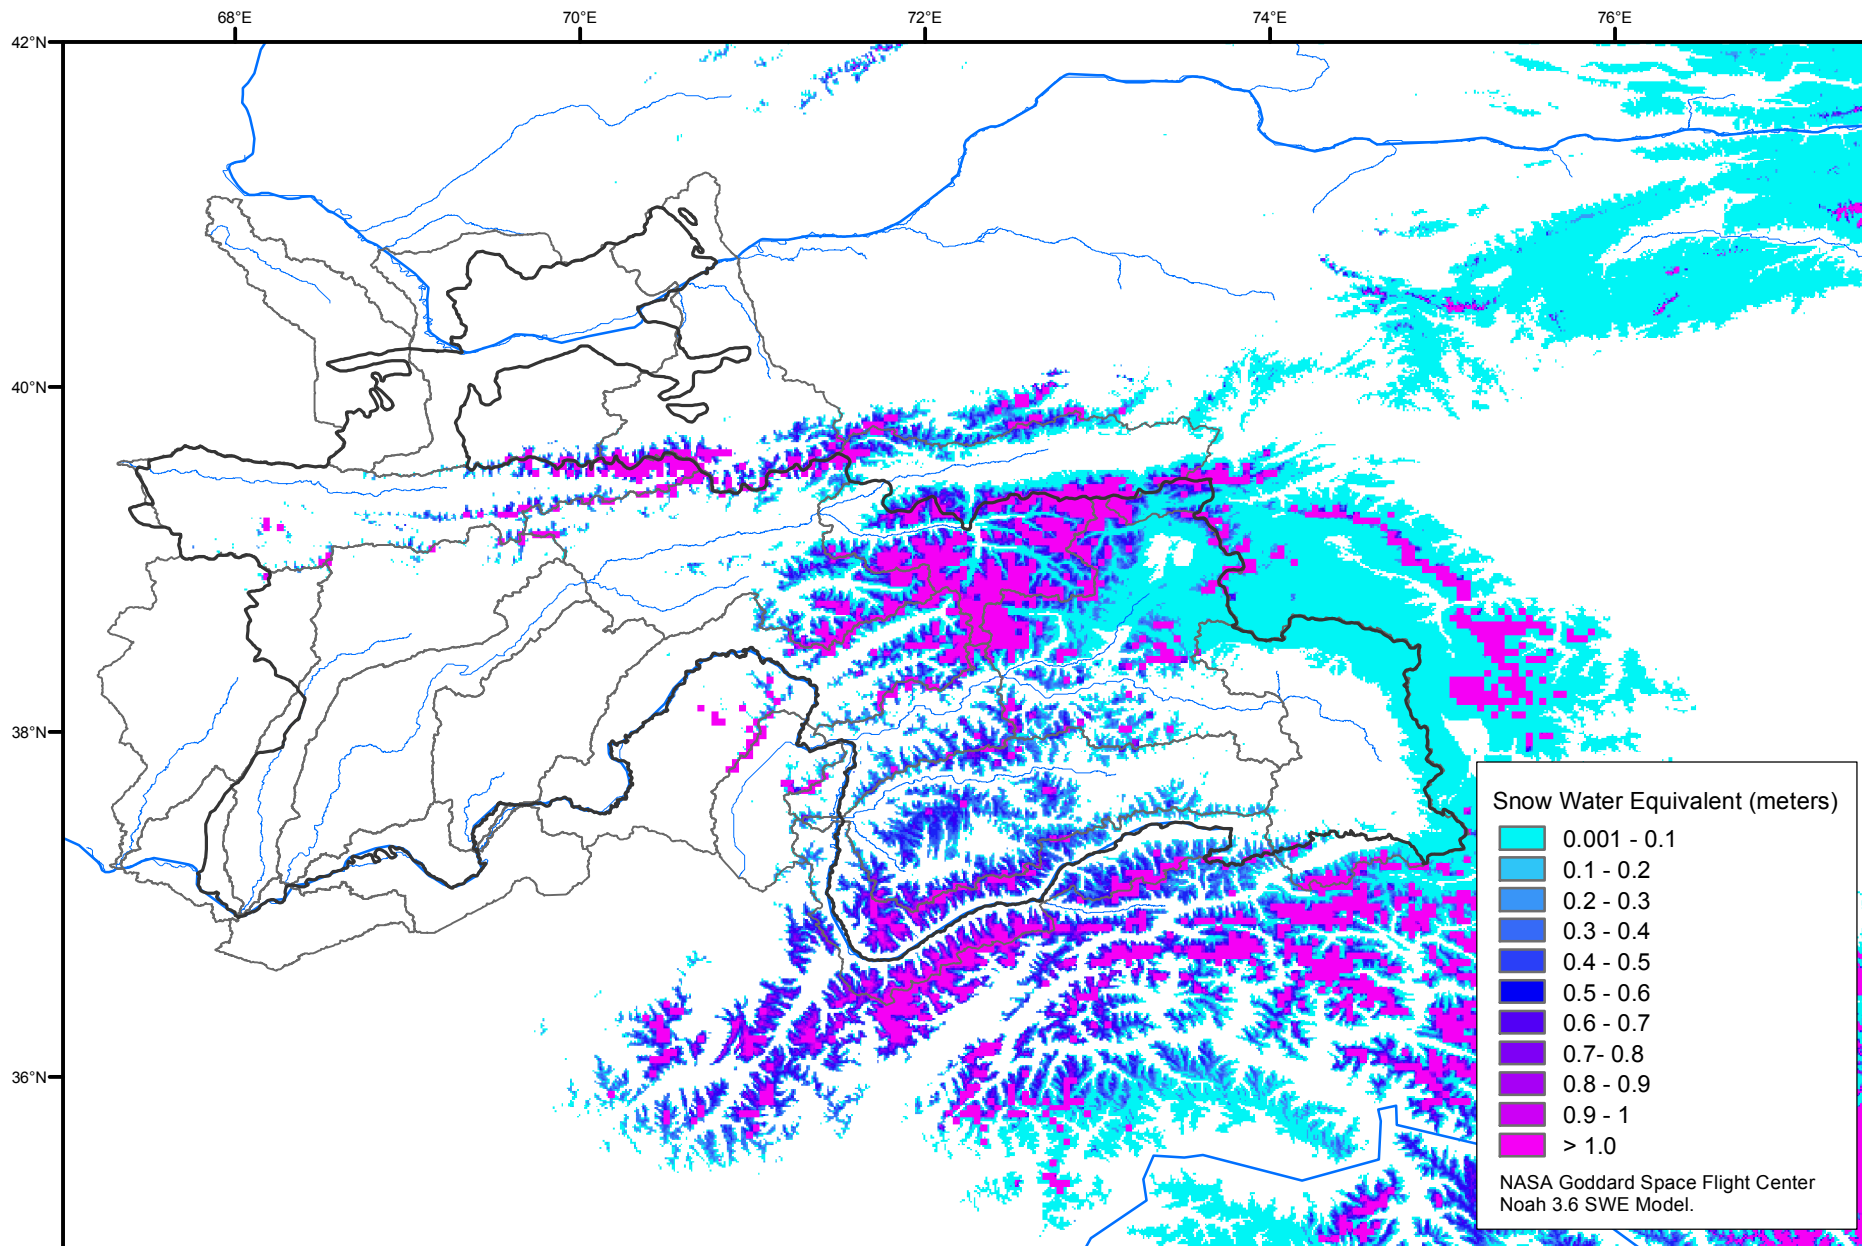 68°E
70°E
72°E
74°E
76°E
42°N
40°N
38°N
36°N
Snow Water Equivalent (meters)
0.001 - 0.1
0.1 - 0.2
0.2 - 0.3
0.3 - 0.4
0.4 - 0.5
0.5 - 0.6
0.6 - 0.7
0.7- 0.8
0.8 - 0.9
0.9 - 1
> 1.0
NASA Goddard Space Flight Center
Noah 3.6 SWE Model.